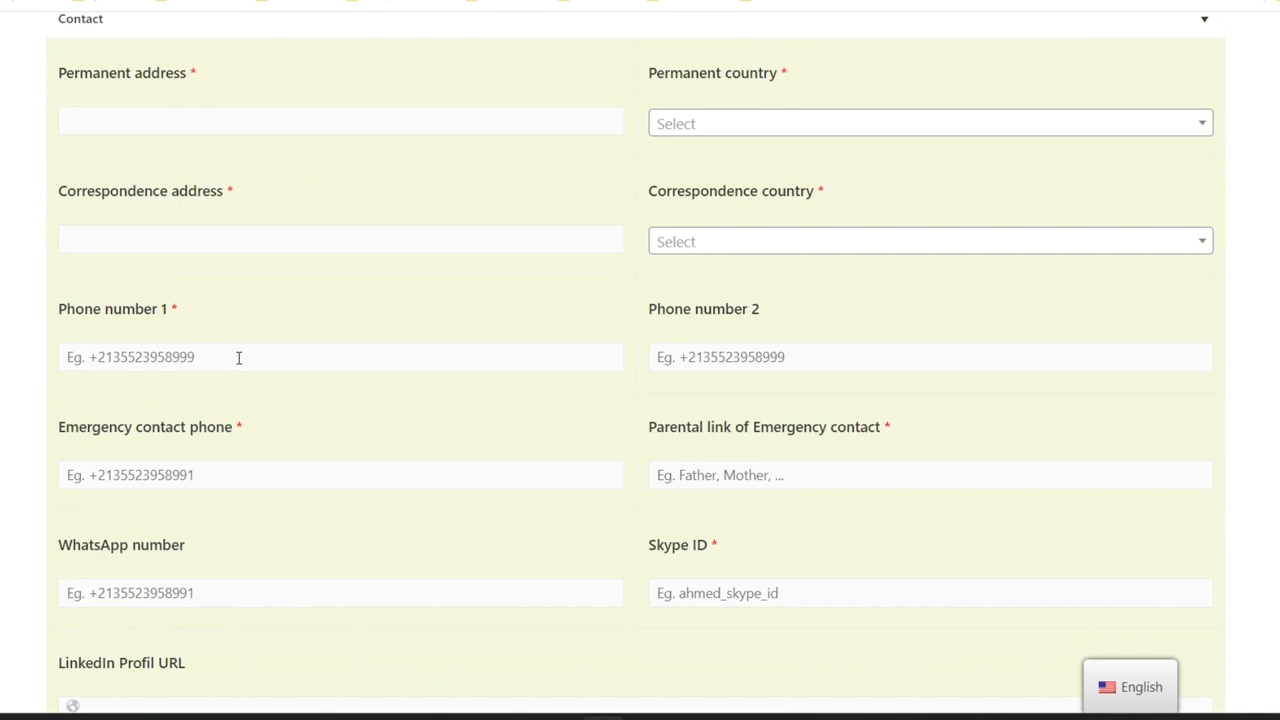 Contact
Permanent address *
Permanent country *
Select
Correspondence address *
Correspondence country *
Select
Phone number 1 *
Phone number 2
Eg. +2135523958999
Eg. +2135523958999
Emergency contact phone *
Parental link of Emergency contact *
Eg. +2135523958991
Eg. Father, Mother, ...
WhatsApp number
Skype ID *
Eg. +2135523958991
Eg. ahmed_skype_id
LinkedIn Profil URL
English